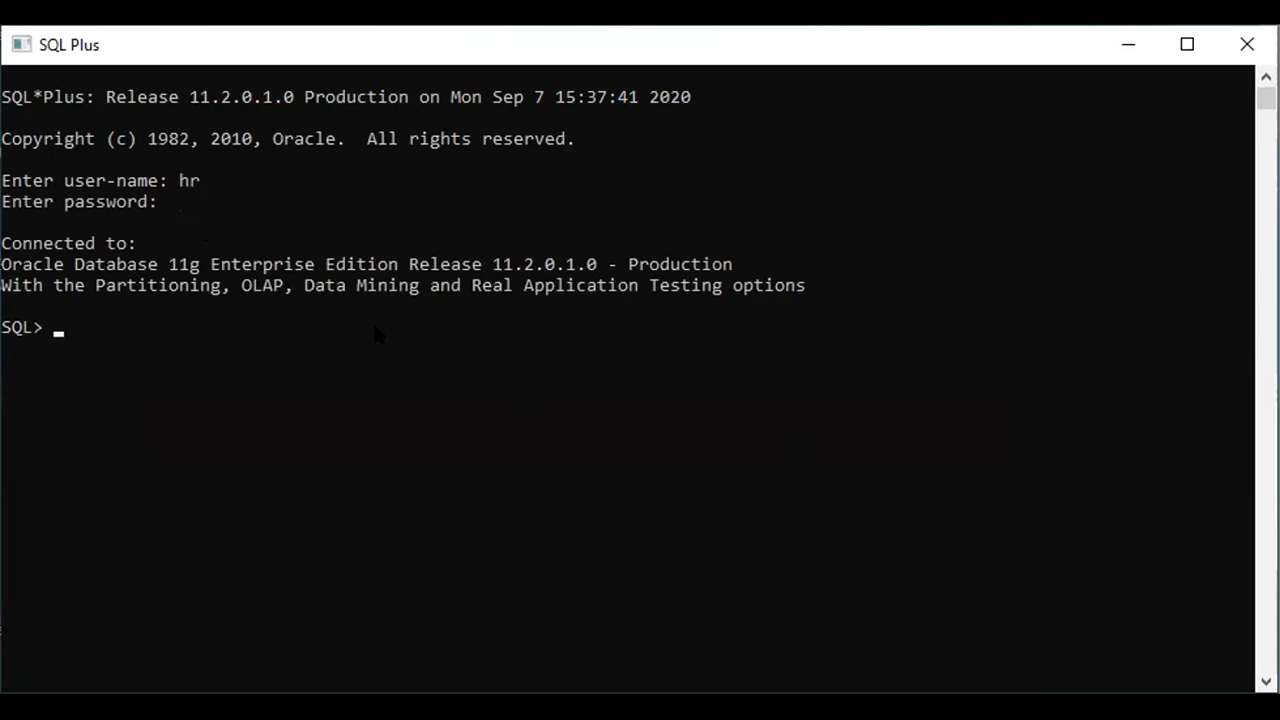 SQL Plus
SQL*Plus: Release 11.2.0.1.0 Production on Mon Sep 7 15:37:41 2020
Copyright (c) 1982, 2010, Oracle.  All rights reserved.
Enter user-name: hr
Enter password:
Connected to:
Oracle Database 11g Enterprise Edition Release 11.2.0.1.0 - Production
With the Partitioning, OLAP, Data Mining and Real Application Testing options
SQL> _